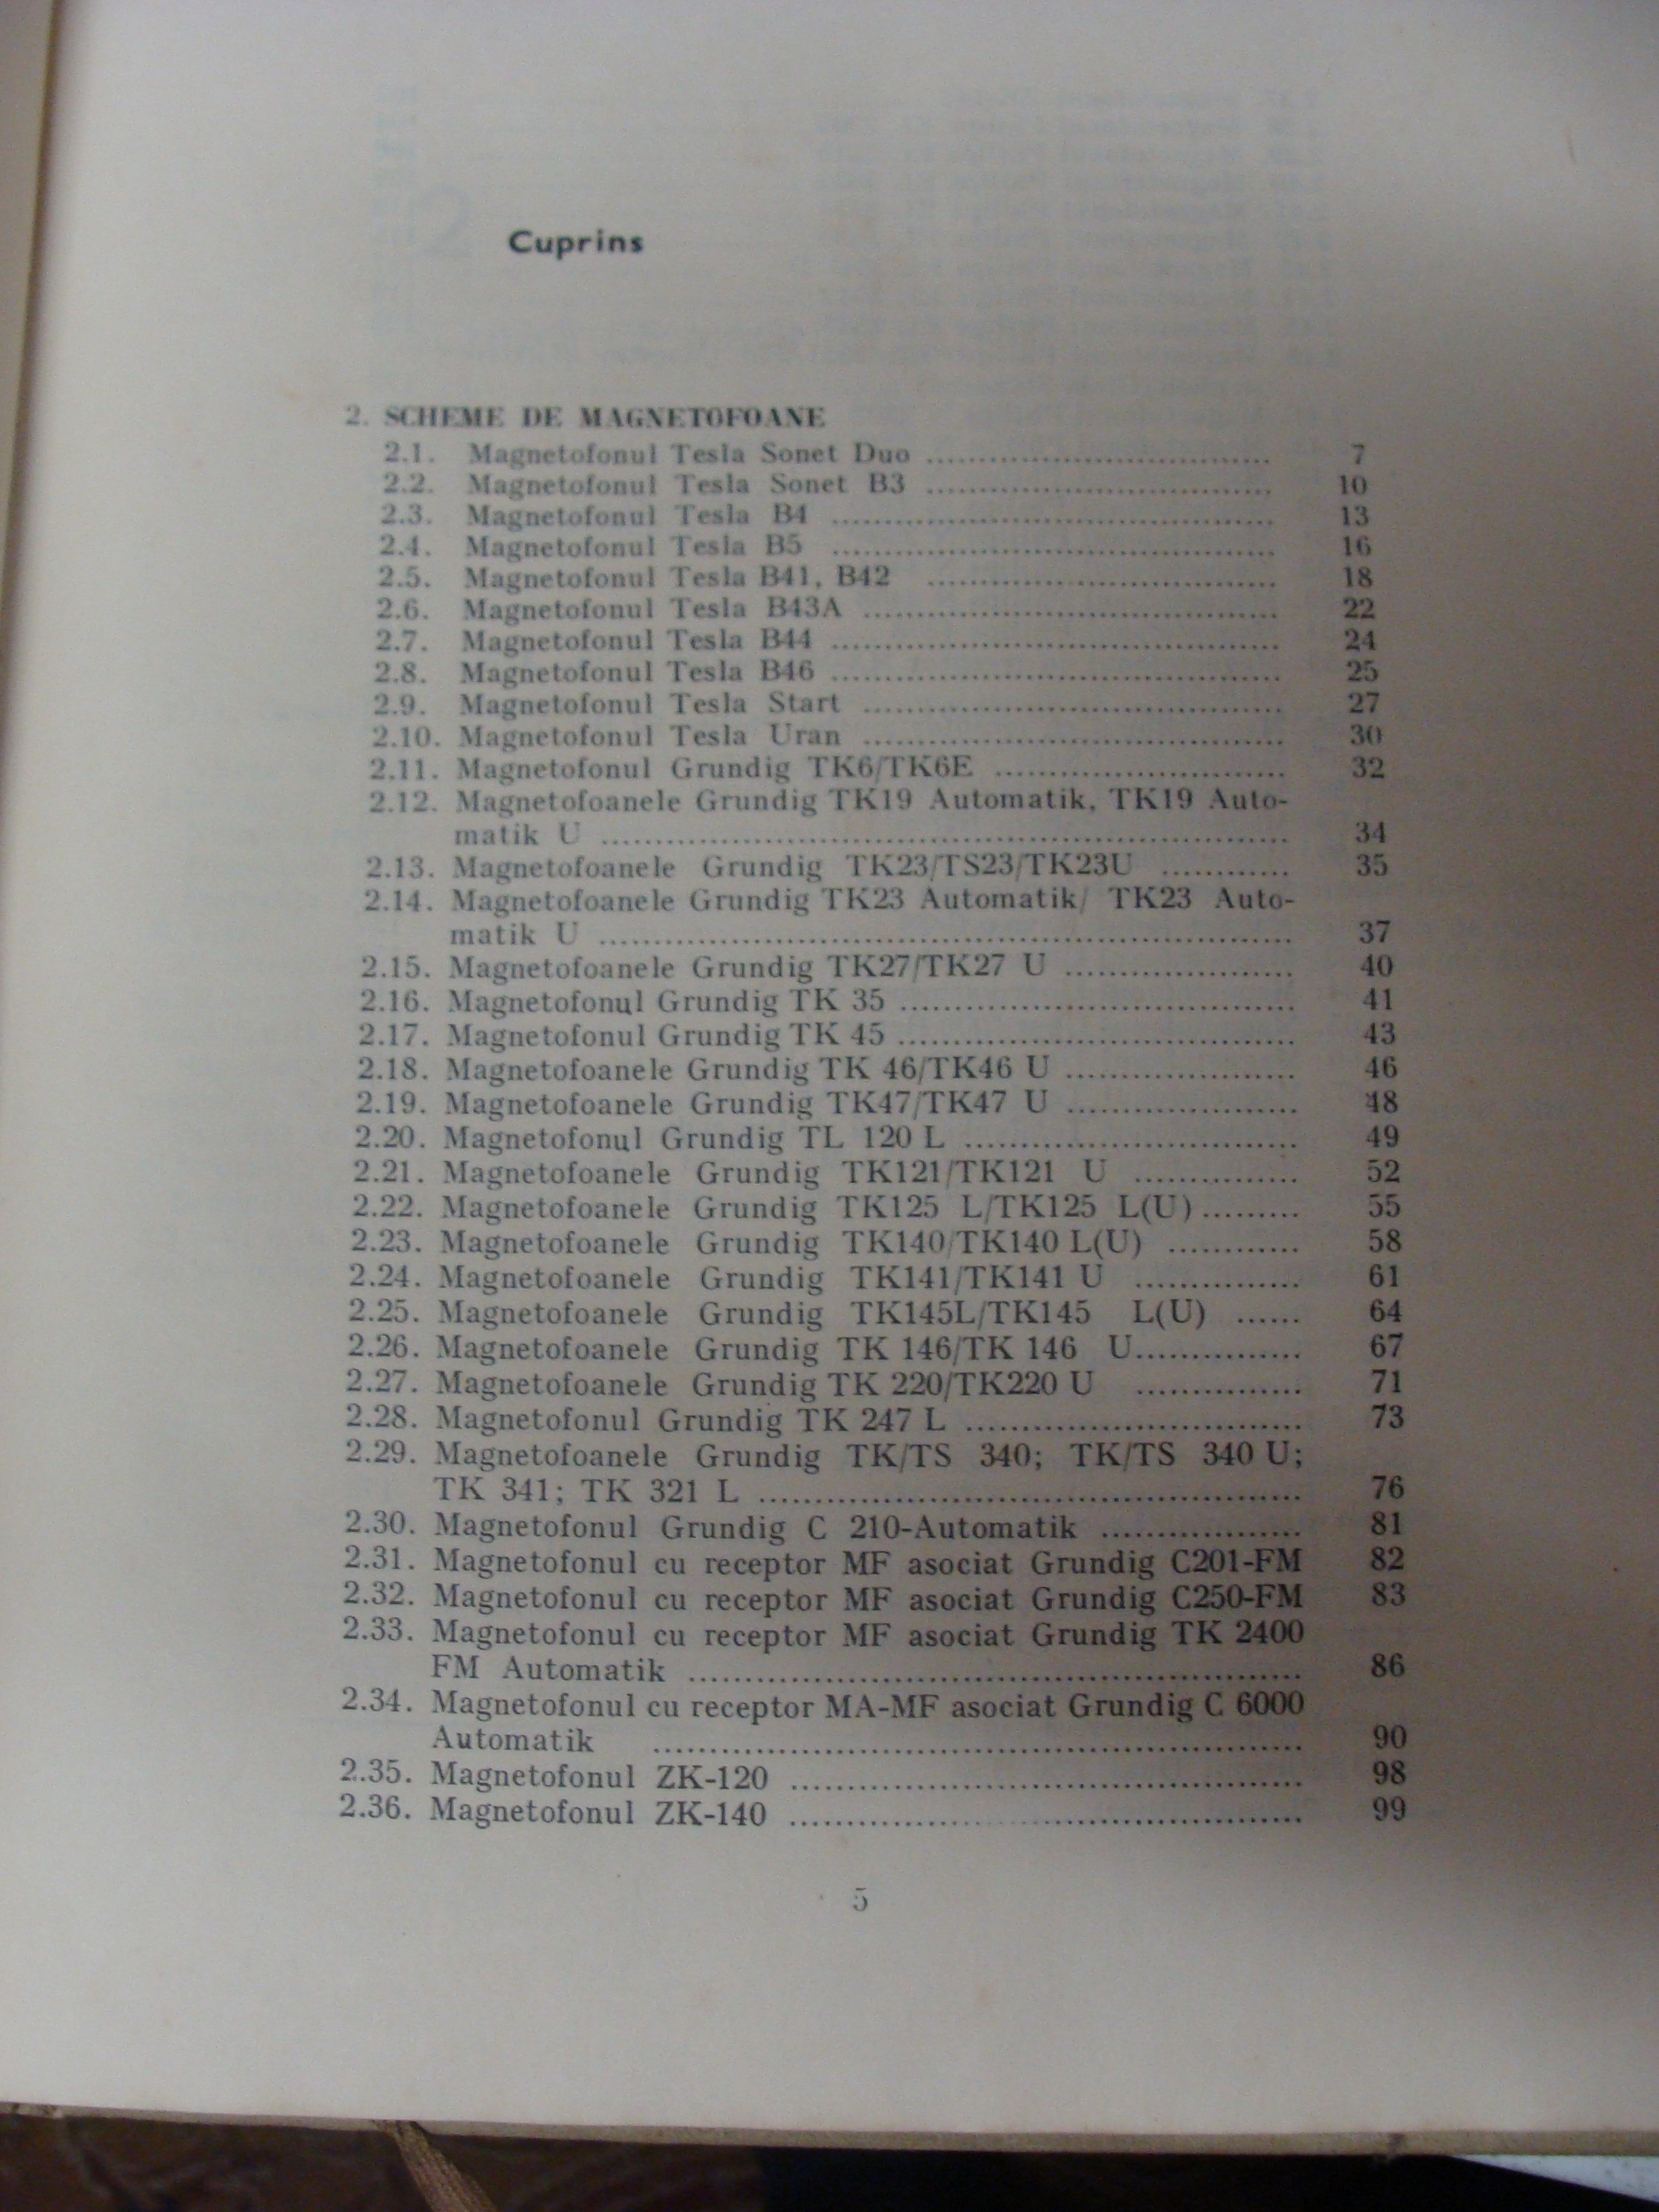 Cuprins
2. SCHEME DE MAGNETOFOANE
2.1. Magnetofonul Tesla Sonet Duo ................................ 7
2.2. Magnetofonul Tesla Sonet B3 ................................ 10
2.3. Magnetofonul Tesla B4 ......................................... 13
2.4. Magnetofonul Tesla B5 ......................................... 16
2.5. Magnetofonul Tesla B41, B42 ................................ 18
2.6. Magnetofonul Tesla B43A ...................................... 22
2.7. Magnetofonul Tesla B44 ......................................... 24
2.8. Magnetofonul Tesla B46 ......................................... 25
2.9. Magnetofonul Tesla Start ...................................... 27
2.10. Magnetofonul Tesla Uran ...................................... 30
2.11. Magnetofonul Grundig TK6/TK6E ........................... 32
2.12. Magnetofoanele Grundig TK19 Automatik, TK19 Auto-
matik U ............................................................... 34
2.13. Magnetofoanele Grundig TK23/TS23/TK23U ............ 35
2.14. Magnetofoanele Grundig TK23 Automatik/ TK23 Auto-
matik U ............................................................... 37
2.15. Magnetofoanele Grundig TK27/TK27 U ..................... 40
2.16. Magnetofonul Grundig TK 35 .................................... 41
2.17. Magnetofonul Grundig TK 45 .................................... 43
2.18. Magnetofoanele Grundig TK 46/TK46 U ..................... 46
2.19. Magnetofoanele Grundig TK47/TK47 U ..................... 48
2.20. Magnetofonul Grundig TL 120 L .............................. 49
2.21. Magnetofoanele Grundig TK121/TK121 U ............... 52
2.22. Magnetofoanele Grundig TK125 L/TK125 L(U) ......... 55
2.23. Magnetofoanele Grundig TK140/TK140 L(U) ............ 58
2.24. Magnetofoanele Grundig TK141/TK141 U ............... 61
2.25. Magnetofoanele Grundig TK145L/TK145 L(U) ...... 64
2.26. Magnetofoanele Grundig TK 146/TK 146 U............... 67
2.27. Magnetofoanele Grundig TK 220/TK220 U ............... 71
2.28. Magnetofonul Grundig TK 247 L .............................. 73
2.29. Magnetofoanele Grundig TK/TS 340; TK/TS 340 U;
TK 341; TK 321 L ................................................. 76
2.30. Magnetofonul Grundig C 210-Automatik .................. 81
2.31. Magnetofonul cu receptor MF asociat Grundig C201-FM 82
2.32. Magnetofonul cu receptor MF asociat Grundig C250-FM 83
2.33. Magnetofonul cu receptor MF asociat Grundig TK 2400
FM Automatik ........................................................ 86
2.34. Magnetofonul cu receptor MA-MF asociat Grundig C 6000
Automatik ........................................................... 90
2.35. Magnetofonul ZK-120 .............................................. 98
2.36. Magnetofonul ZK-140 .............................................. 99
5